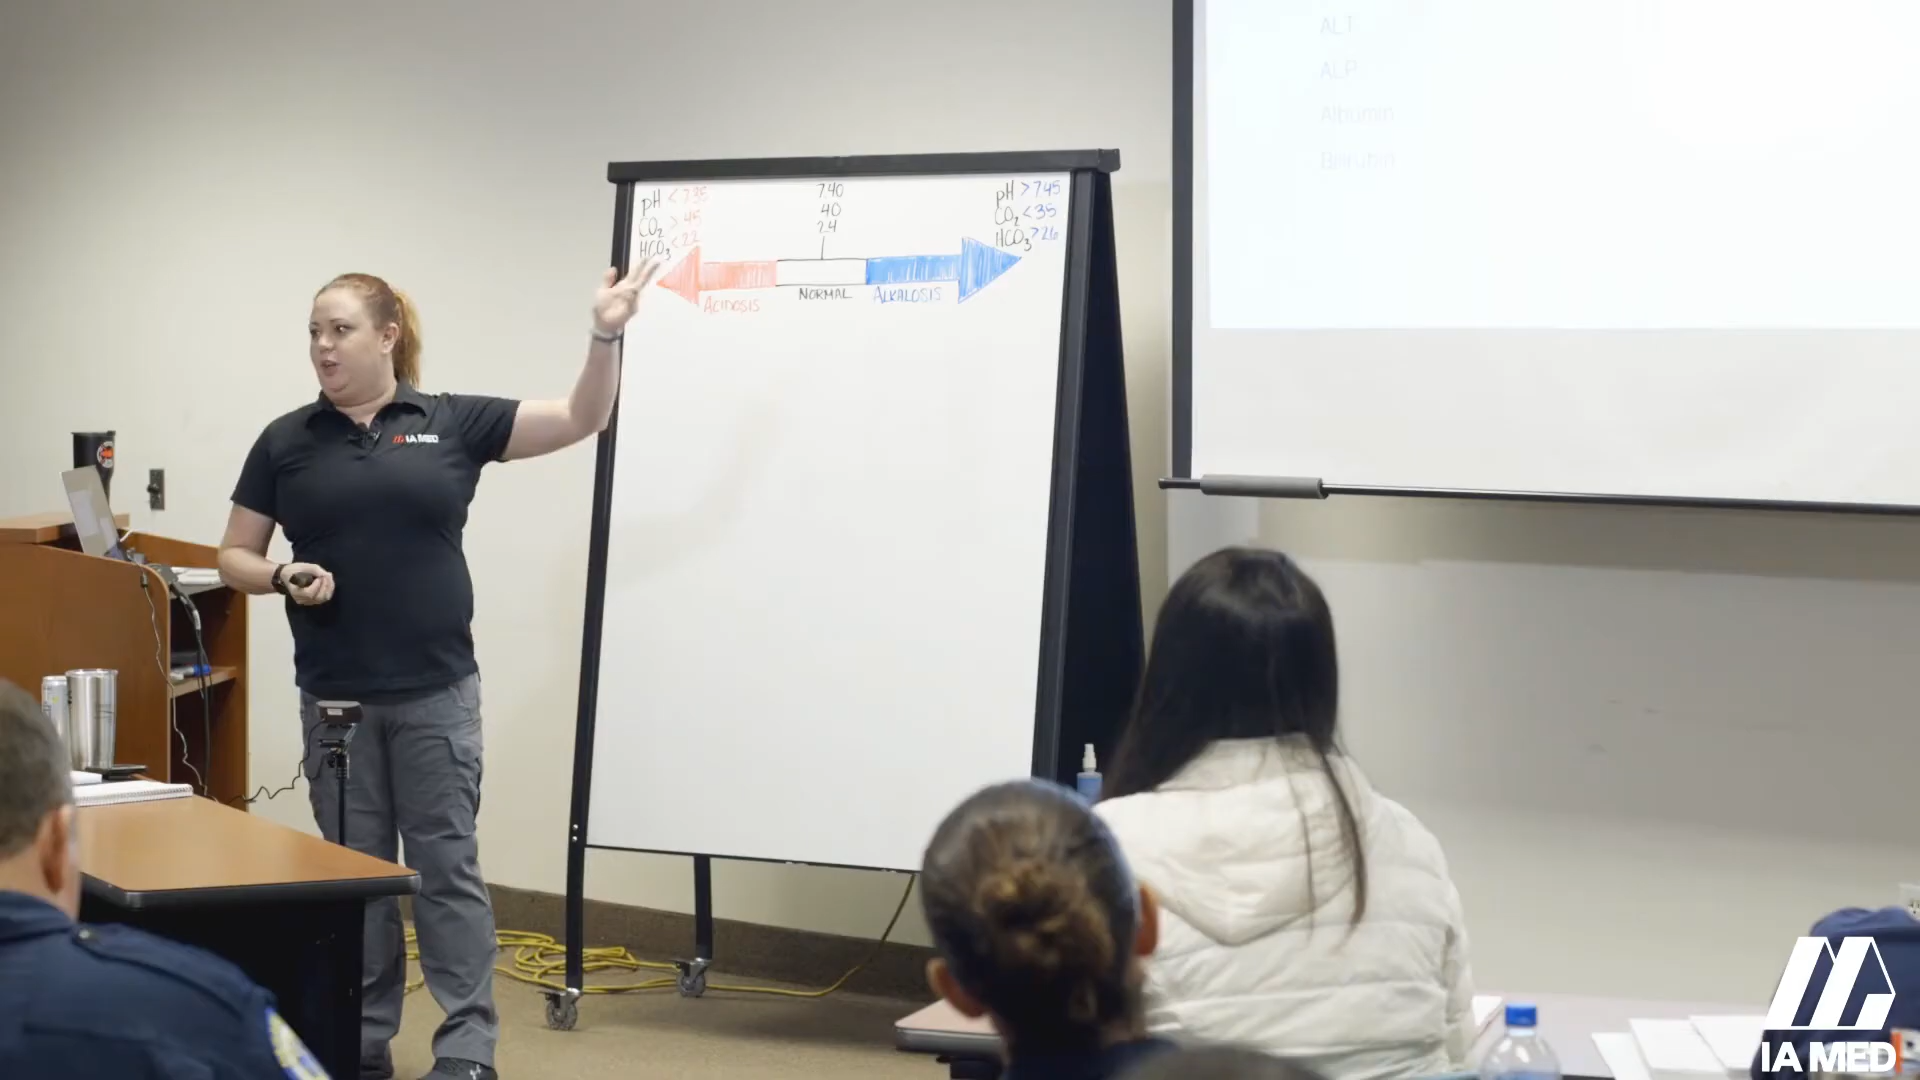 pH < 7.35
CO₂ > 45
HCO₃ < 22
7.40
40
24
pH > 7.45
CO₂ < 35
HCO₃ > 26
ACIDOSIS
NORMAL
ALKALOSIS
ALT
ALP
Albumin
Bilirubin
IA MED
IA MED